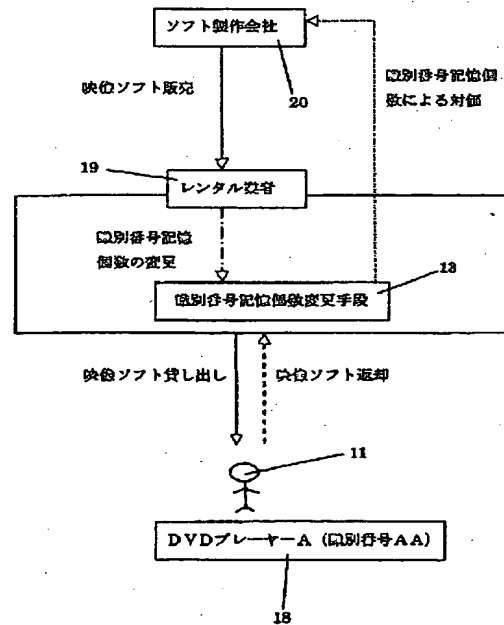 ソフト製作会社
20
映像ソフト販売
識別番号記憶個
数による対価
19
レンタル業者
識別番号記憶
個数の変更
識別番号記憶個数変更手段
13
映像ソフト貸し出し
映像ソフト返却
11
DVDプレーヤーA(識別番号AA)
18